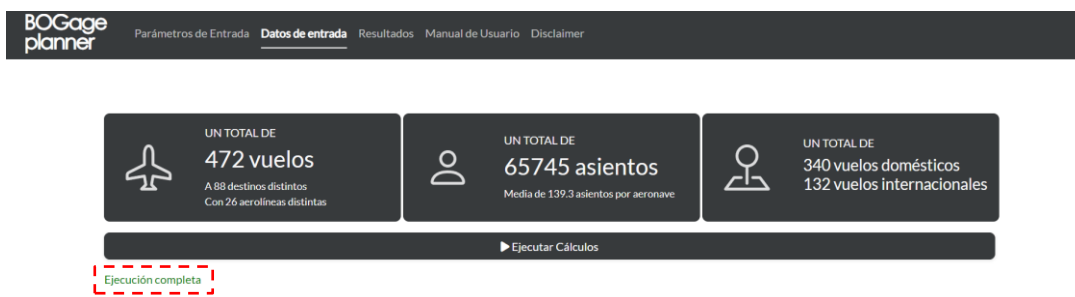 BOGage
planner
Parámetros de Entrada Datos de entrada Resultados Manual de Usuario Disclaimer
UN TOTAL DE
472 vuelos
A 88 destinos distintos
Con 26 aerolíneas distintas
UN TOTAL DE
65745 asientos
Media de 139.3 asientos por aeronave
UN TOTAL DE
340 vuelos domésticos
132 vuelos internacionales
Ejecutar Cálculos
Ejecución completa